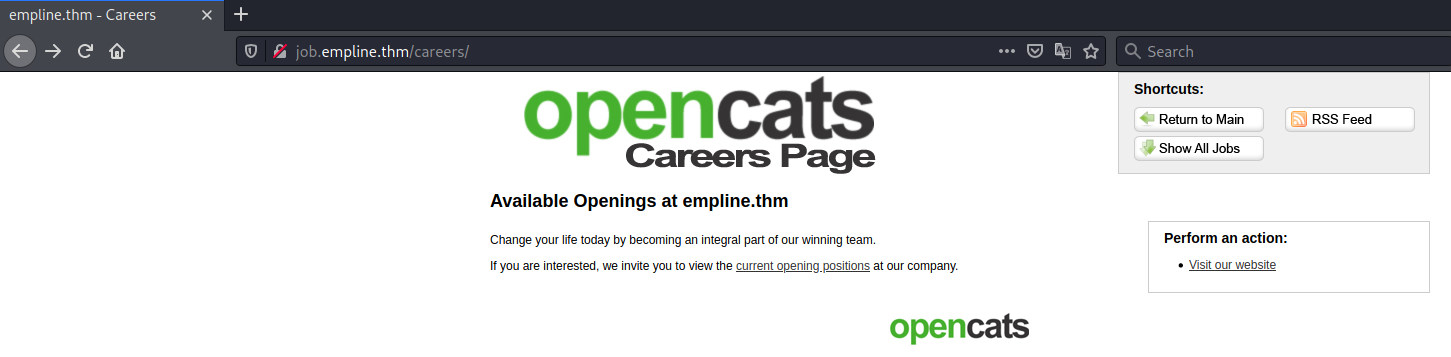 empline.thm - Careers
job.empline.thm/careers/
Search
opencats
Careers Page
Shortcuts:
Return to Main
RSS Feed
Show All Jobs
Available Openings at empline.thm
Change your life today by becoming an integral part of our winning team.
If you are interested, we invite you to view the current opening positions at our company.
Perform an action:
Visit our website
opencats